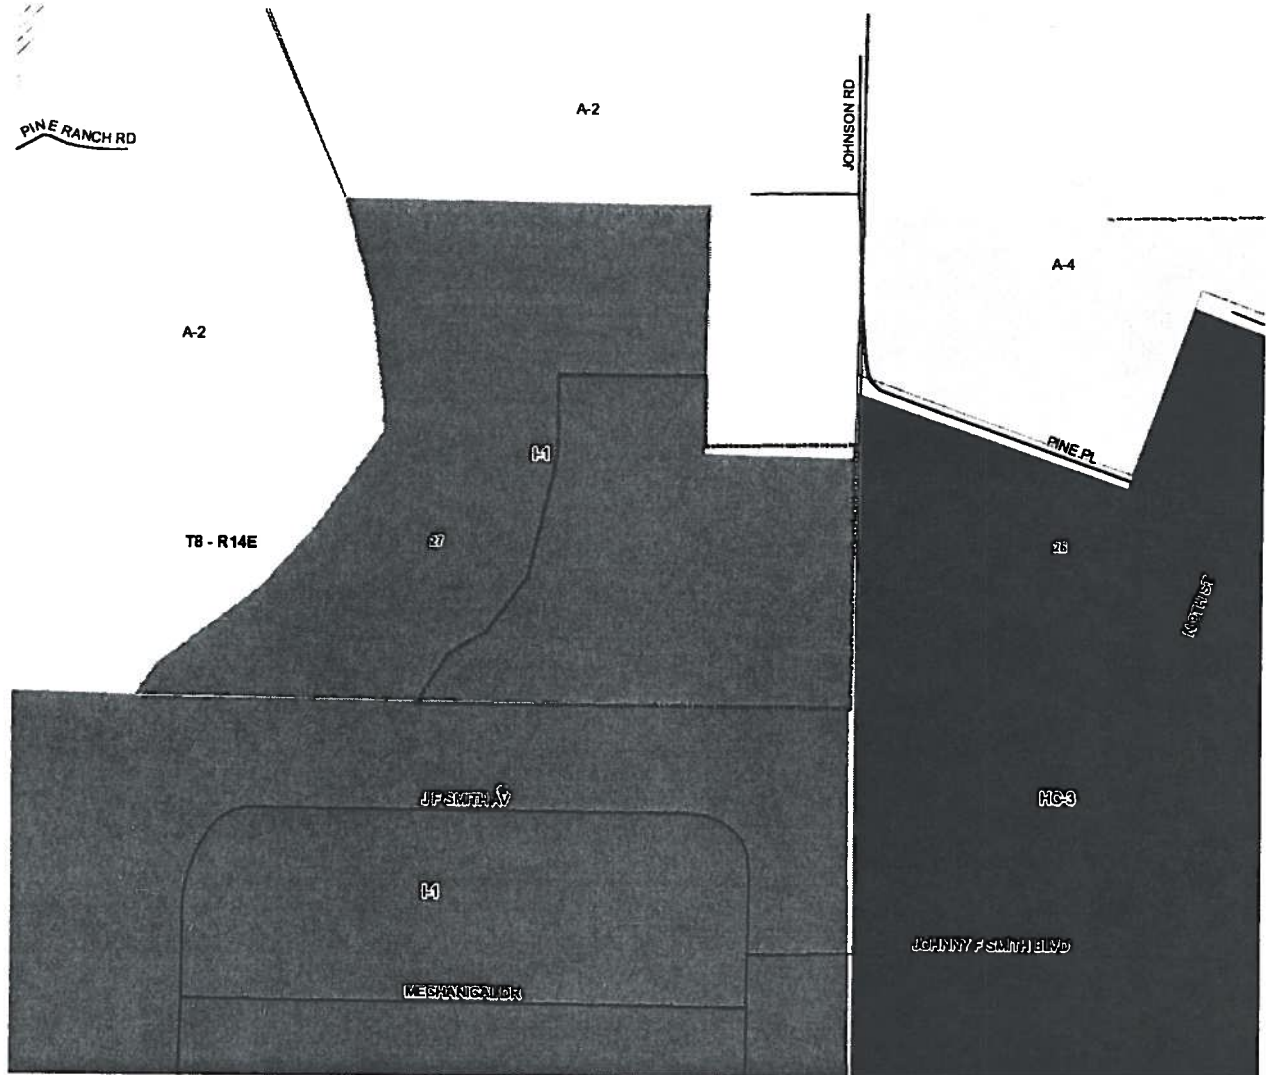 A-2
JOHNSON RD
PINE RANCH RD
A-4
A-2
PINE PL
I-1
T8 - R14E
27
26
J F SMITH AV
HC-3
I-1
JOHNNY F SMITH BLVD
MECHANICAL DR